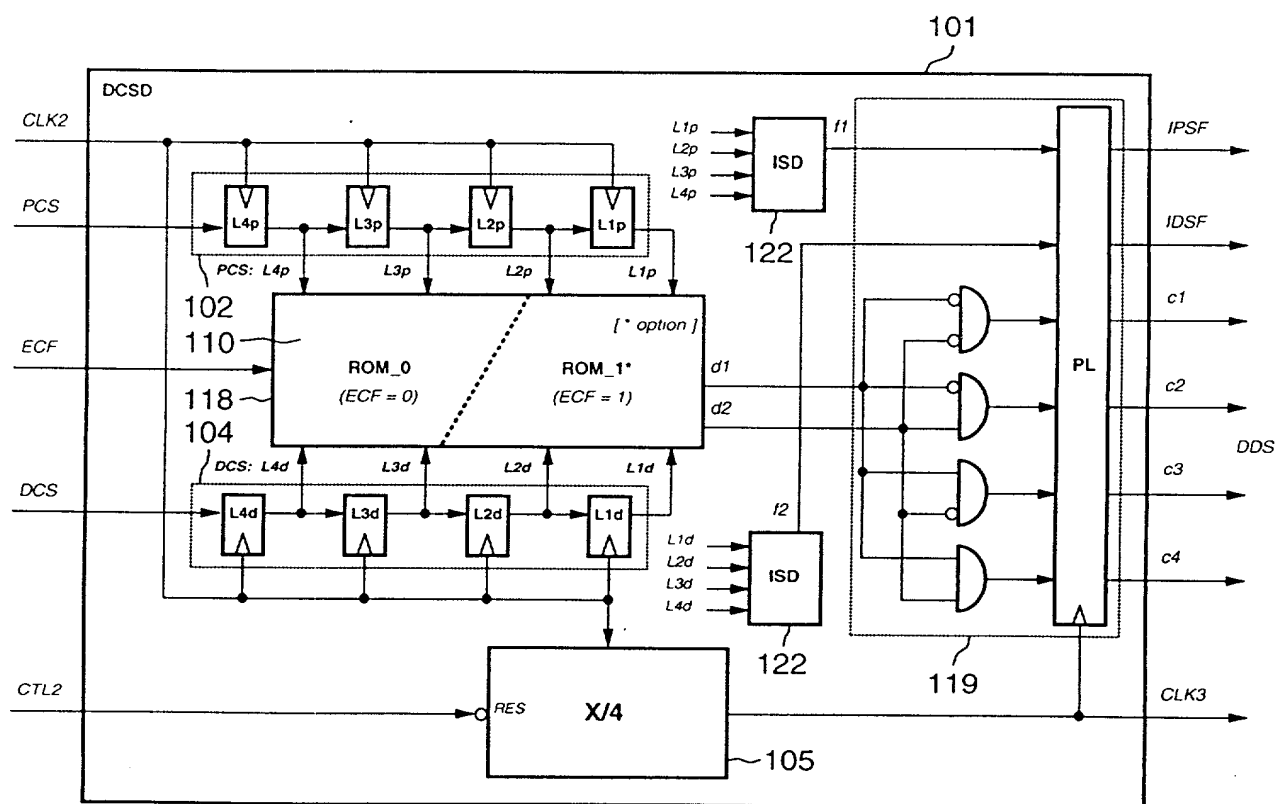 101
DCSD
CLK2
L1p
L2p
L3p
L4p
ISD
f1
122
IPSF
PCS
L4p
L3p
L2p
L1p
IDSF
PCS: L4p
L3p
L2p
L1p
102
110
[ * option ]
c1
ECF
ROM_0
(ECF = 0)
ROM_1*
(ECF = 1)
d1
d2
PL
c2
118
104
DCS: L4d
L3d
L2d
L1d
DDS
DCS
L4d
L3d
L2d
L1d
f2
c3
L1d
L2d
L3d
L4d
ISD
122
c4
119
CTL2
RES
X/4
105
CLK3